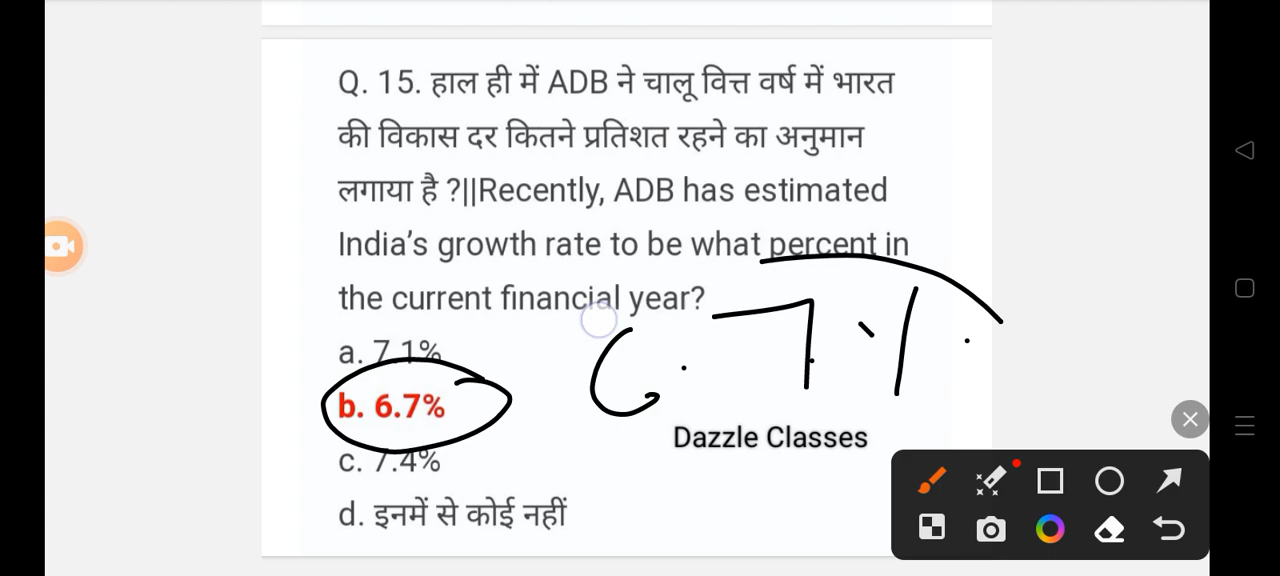 Q. 15. हाल ही में ADB ने चालू वित्त वर्ष में भारत
की विकास दर कितने प्रतिशत रहने का अनुमान
लगाया है ?||Recently, ADB has estimated
India's growth rate to be what percent in
the current financial year?
a. 7.1%
b. 6.7%
6.7%.
Dazzle Classes
c. 7.4%
d. इनमें से कोई नहीं